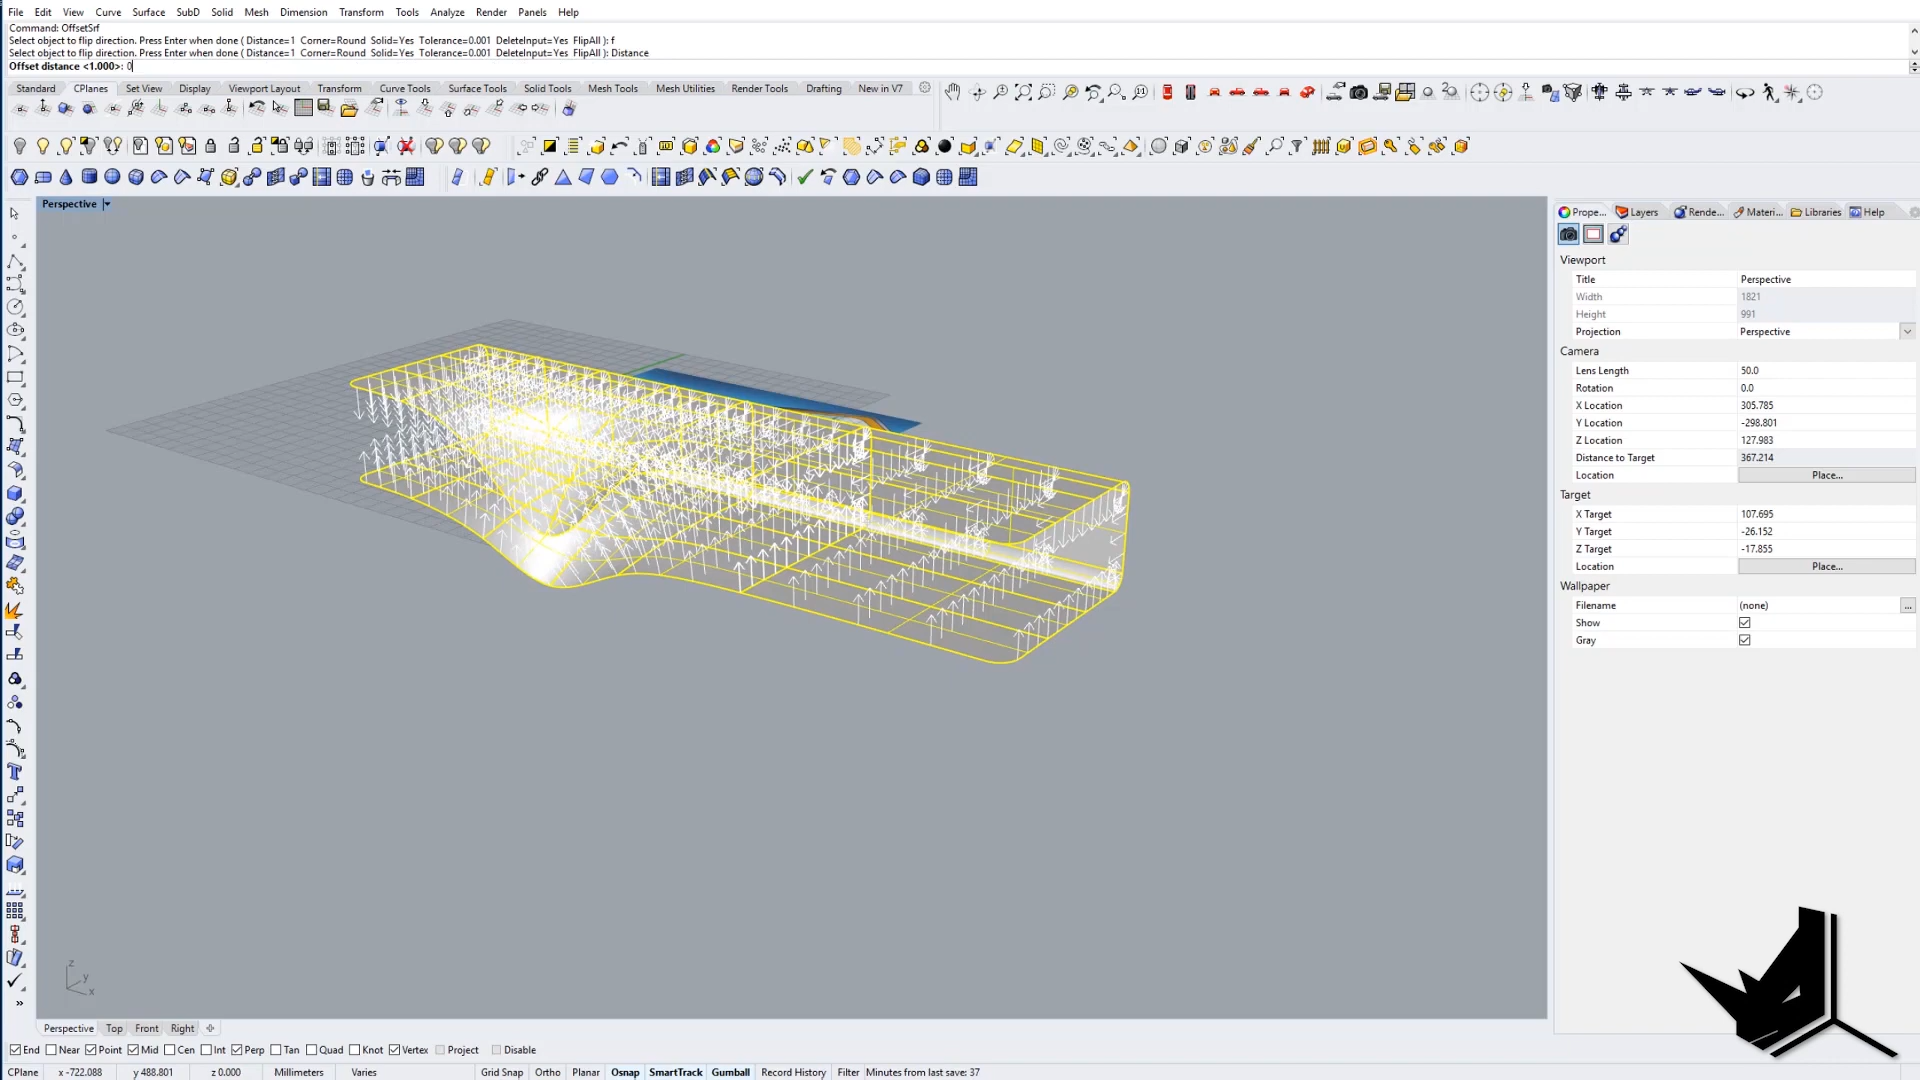 File Edit View Curve Surface SubD Solid Mesh Dimension Transform Tools Analyze Render Panels Help
Command: OffsetSrf
Select object to flip direction. Press Enter when done ( Distance=1 Corner=Round Solid=Yes Tolerance=0.001 DeleteInput=Yes FlipAll ): f
Select object to flip direction. Press Enter when done ( Distance=1 Corner=Round Solid=Yes Tolerance=0.001 DeleteInput=Yes FlipAll ): Distance
Offset distance <1.000>: 0
Standard CPlanes Set View Display Viewport Layout Transform Curve Tools Surface Tools Solid Tools Mesh Tools Mesh Utilities Render Tools Drafting New in V7
Perspective
Prope... Layers Rende... Materi... Libraries Help
Viewport
Title Perspective
Width 1821
Height 991
Projection Perspective
Camera
Lens Length 50.0
Rotation 0.0
X Location 305.785
Y Location -298.801
Z Location 127.983
Distance to Target 367.214
Location Place...
Target
X Target 107.695
Y Target -26.152
Z Target -17.855
Location Place...
Wallpaper
Filename (none) ...
Show
Gray
z
y
x
Perspective Top Front Right
End Near Point Mid Cen Int Perp Tan Quad Knot Vertex Project Disable
CPlane x -722.088 y 488.801 z 0.000 Millimeters Varies Grid Snap Ortho Planar Osnap SmartTrack Gumball Record History Filter Minutes from last save: 37